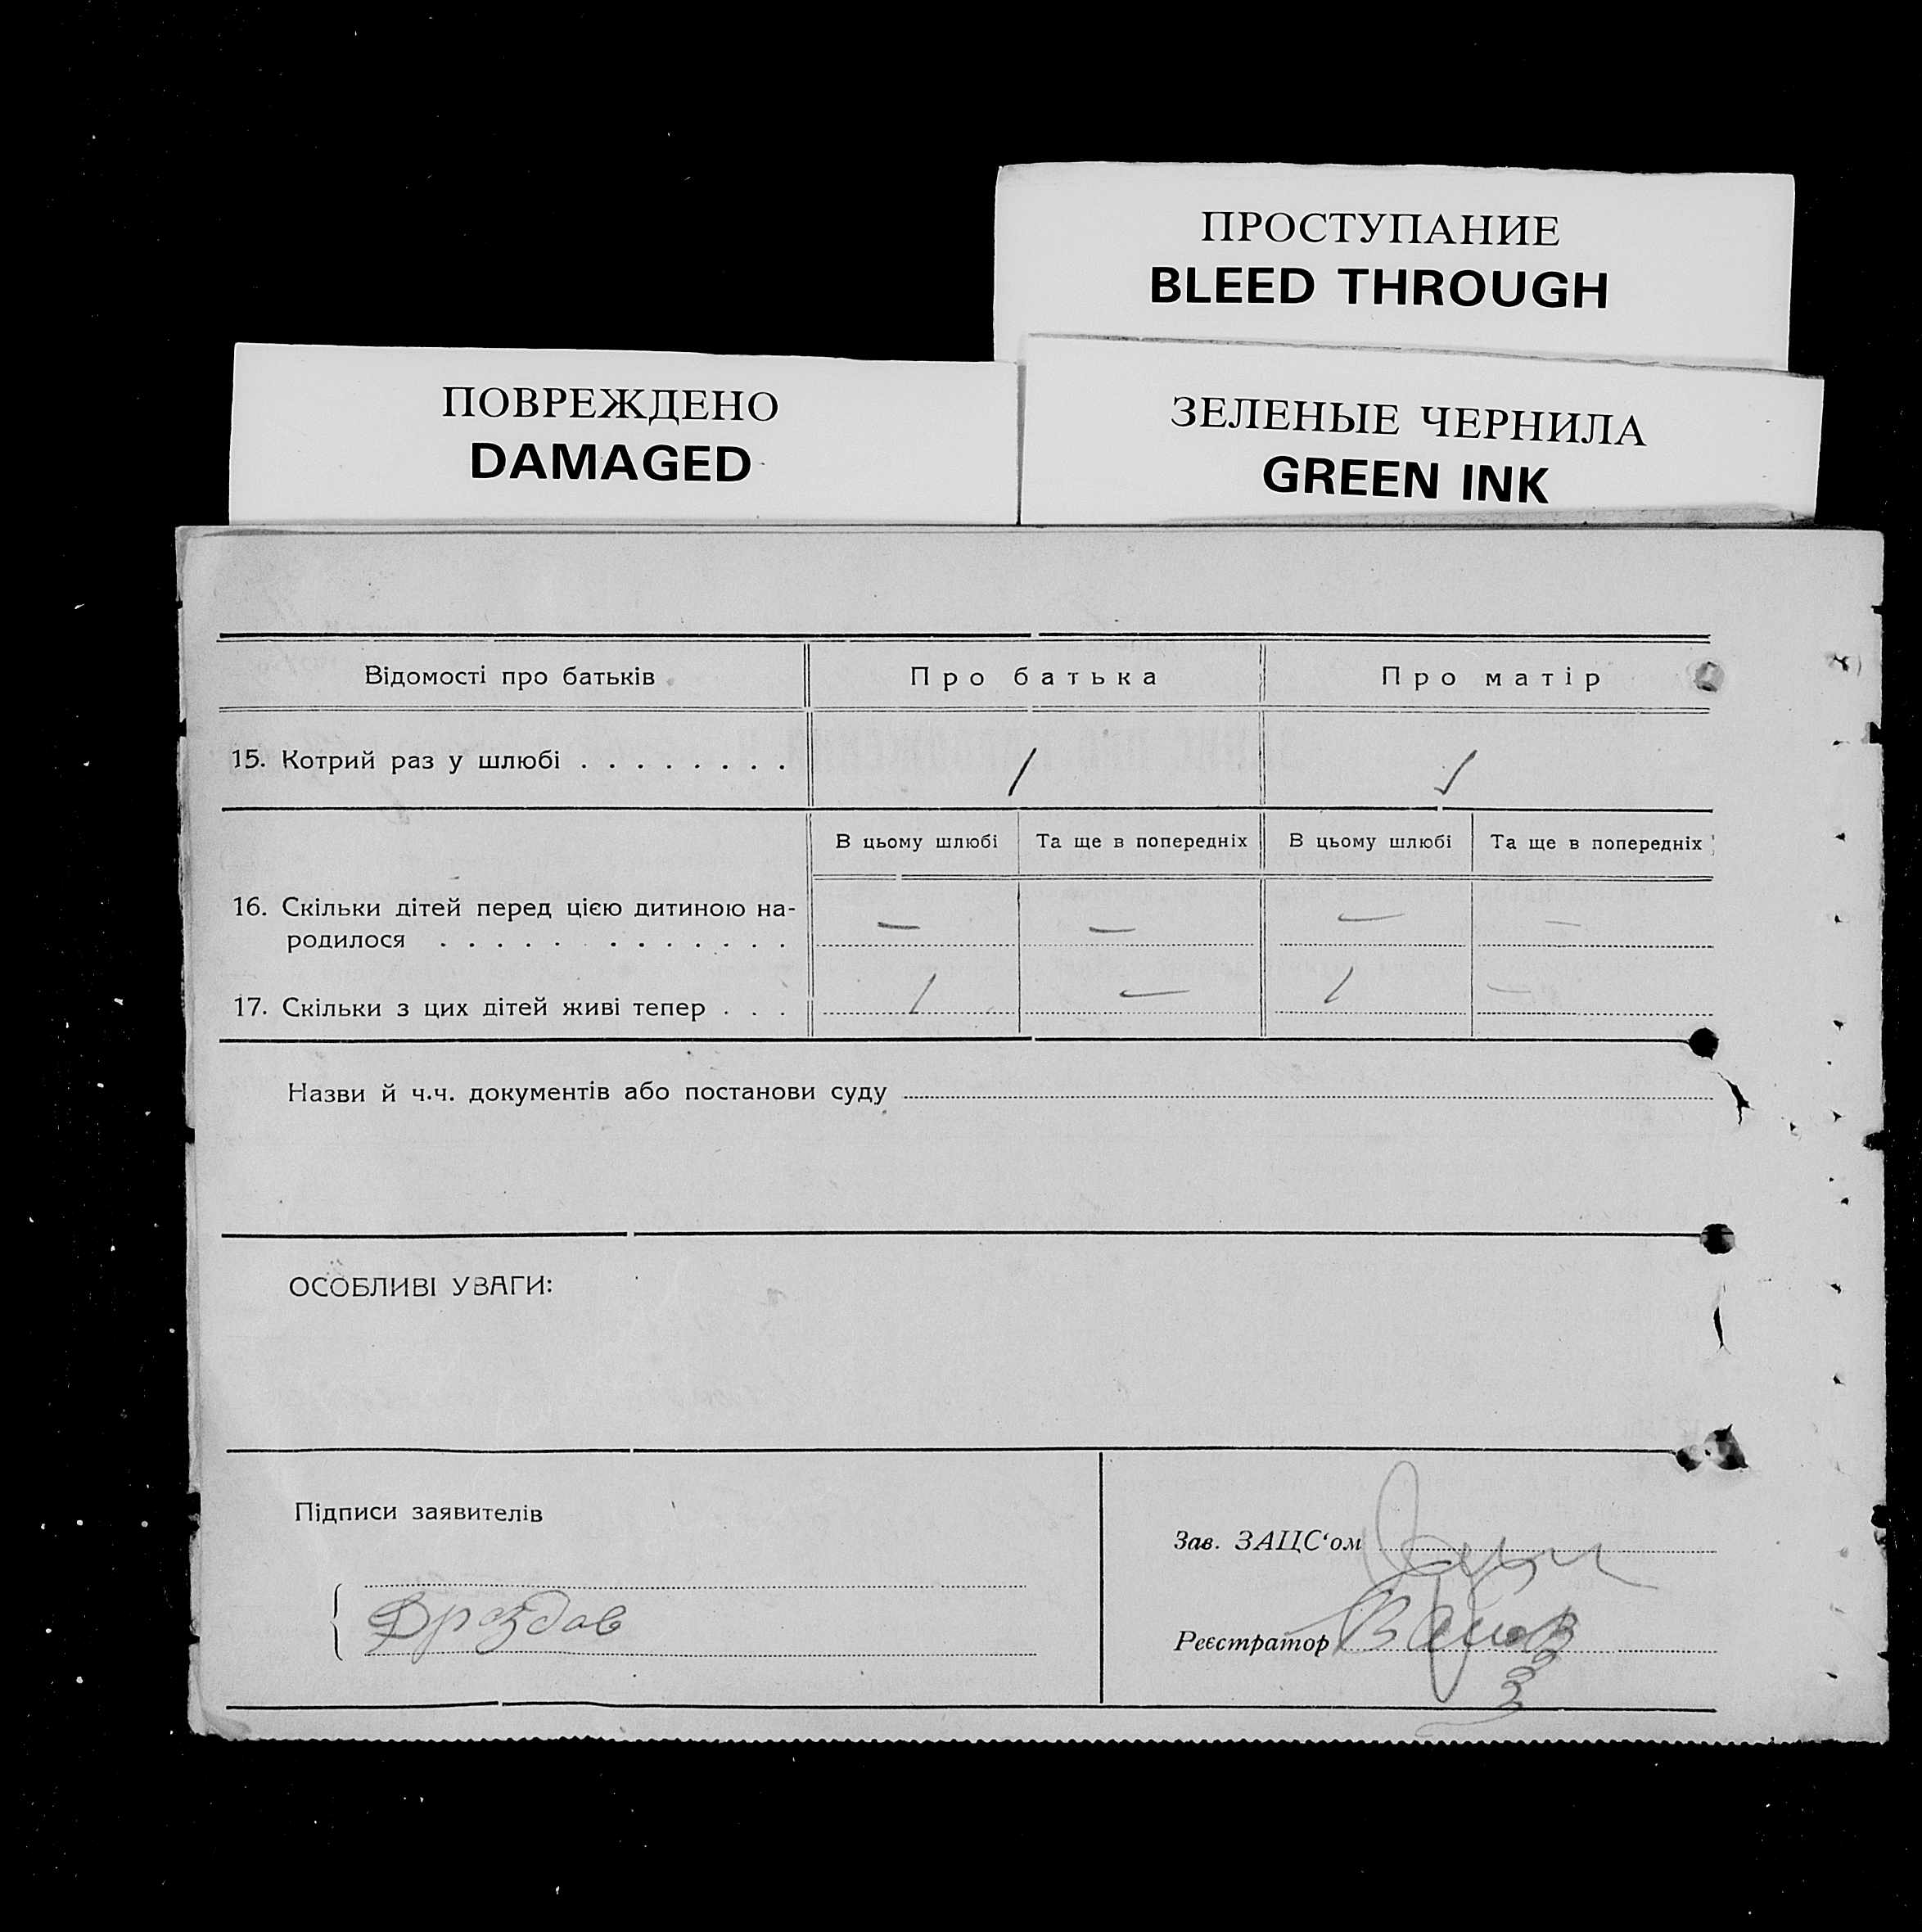 ПРОСТУПАНИЕ
BLEED THROUGH
ПОВРЕЖДЕНО
DAMAGED
ЗЕЛЕНЫЕ ЧЕРНИЛА
GREEN INK
Відомості про батьків Про батька Про матір
15. Котрий раз у шлюбі . . . . . . . . 1 1
В цьому шлюбі Та ще в попередніх В цьому шлюбі Та ще в попередніх
16. Скільки дітей перед цією дитиною на-
родилося . . . . . . . . . . . . . — — — —
17. Скільки з цих дітей живі тепер . . . 1 — 1 —
Назви й ч.ч. документів або постанови суду
ОСОБЛИВІ УВАГИ:
Підписи заявителів
Дроздов
Зав. ЗАЦС‘ом
Реєстратор